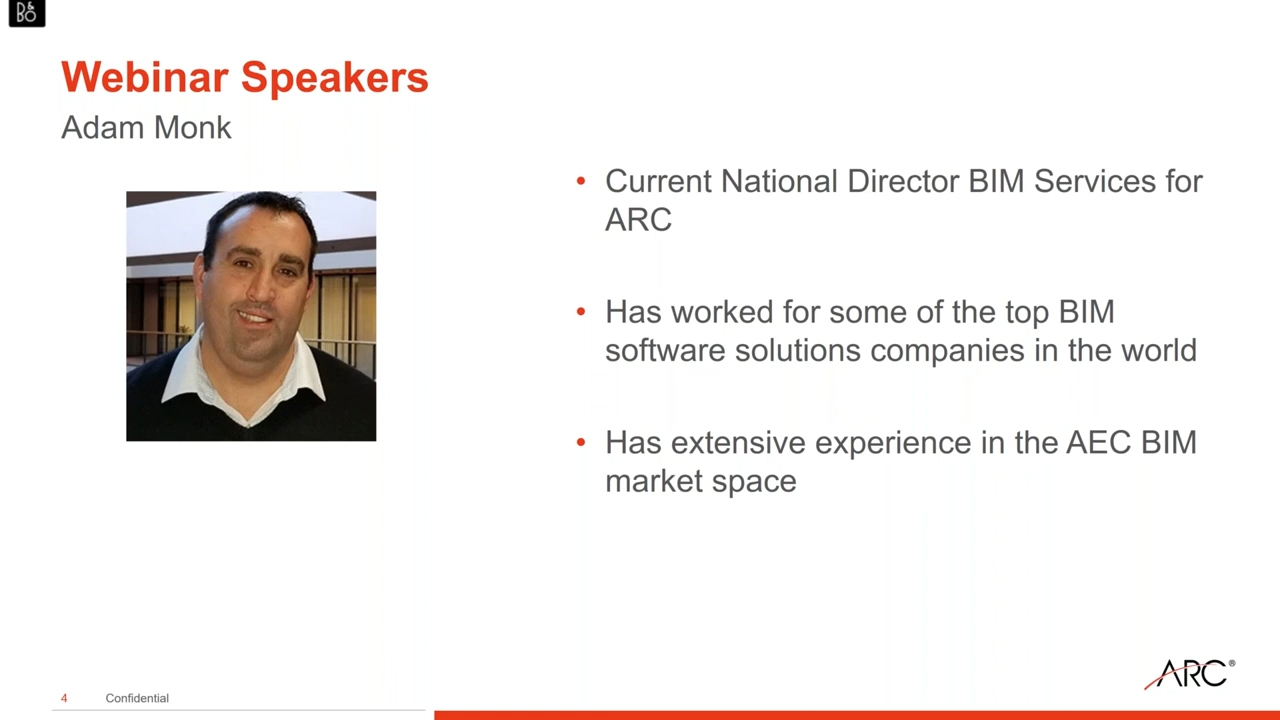 B&O
Webinar Speakers
Adam Monk
• Current National Director BIM Services for
ARC
• Has worked for some of the top BIM
software solutions companies in the world
• Has extensive experience in the AEC BIM
market space
ARC®
4 Confidential